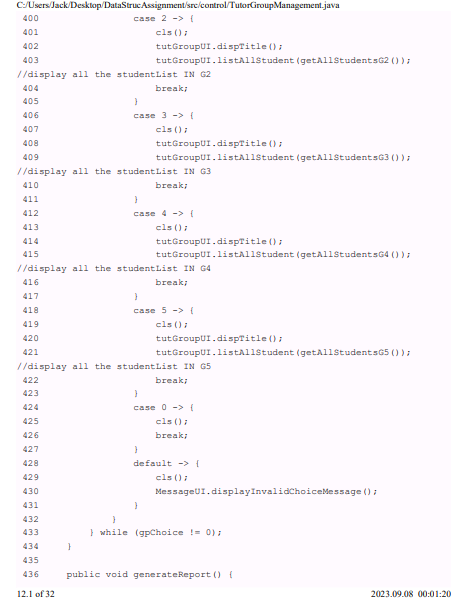 C:/Users/Jack/Desktop/DataStrucAssignment/src/control/TutorGroupManagement.java
400 case 2 -> {
401 cls();
402 tutGroupUI.dispTitle();
403 tutGroupUI.listAllStudent(getAllStudentsG2());
//display all the studentList IN G2
404 break;
405 }
406 case 3 -> {
407 cls();
408 tutGroupUI.dispTitle();
409 tutGroupUI.listAllStudent(getAllStudentsG3());
//display all the studentList IN G3
410 break;
411 }
412 case 4 -> {
413 cls();
414 tutGroupUI.dispTitle();
415 tutGroupUI.listAllStudent(getAllStudentsG4());
//display all the studentList IN G4
416 break;
417 }
418 case 5 -> {
419 cls();
420 tutGroupUI.dispTitle();
421 tutGroupUI.listAllStudent(getAllStudentsG5());
//display all the studentList IN G5
422 break;
423 }
424 case 0 -> {
425 cls();
426 break;
427 }
428 default -> {
429 cls();
430 MessageUI.displayInvalidChoiceMessage();
431 }
432 }
433 } while (gpChoice != 0);
434 }
435
436 public void generateReport() {
12.1 of 32 2023.09.08 00:01:20